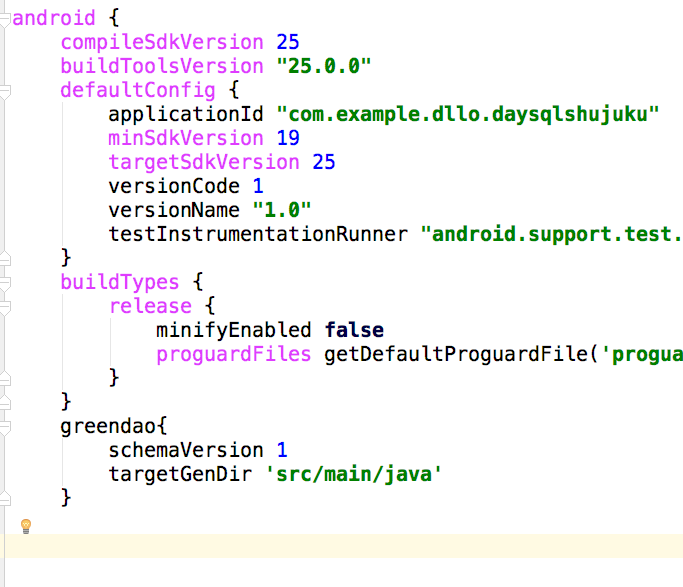 android {
compileSdkVersion 25
buildToolsVersion "25.0.0"
defaultConfig {
applicationId "com.example.dllo.daysqlshujuku"
minSdkVersion 19
targetSdkVersion 25
versionCode 1
versionName "1.0"
testInstrumentationRunner "android.support.test.
}
buildTypes {
release {
minifyEnabled false
proguardFiles getDefaultProguardFile('progua
}
}
greendao{
schemaVersion 1
targetGenDir 'src/main/java'
}